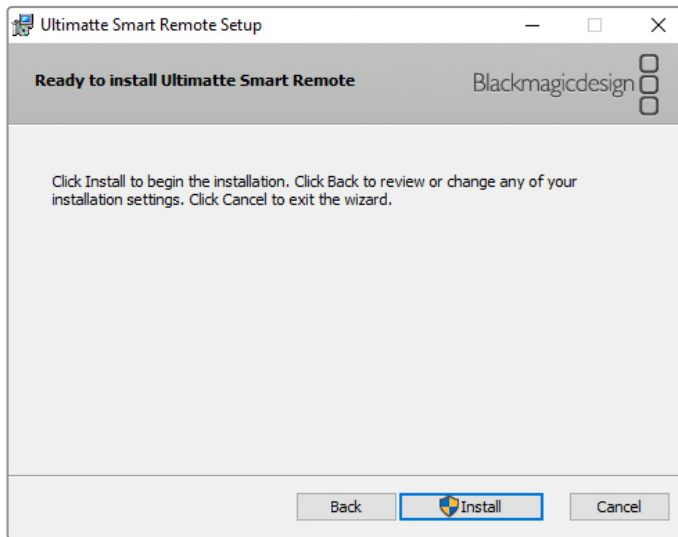 Ultimatte Smart Remote Setup
Ready to install Ultimatte Smart Remote
Blackmagicdesign
Click Install to begin the installation. Click Back to review or change any of your
installation settings. Click Cancel to exit the wizard.
Back
Install
Cancel